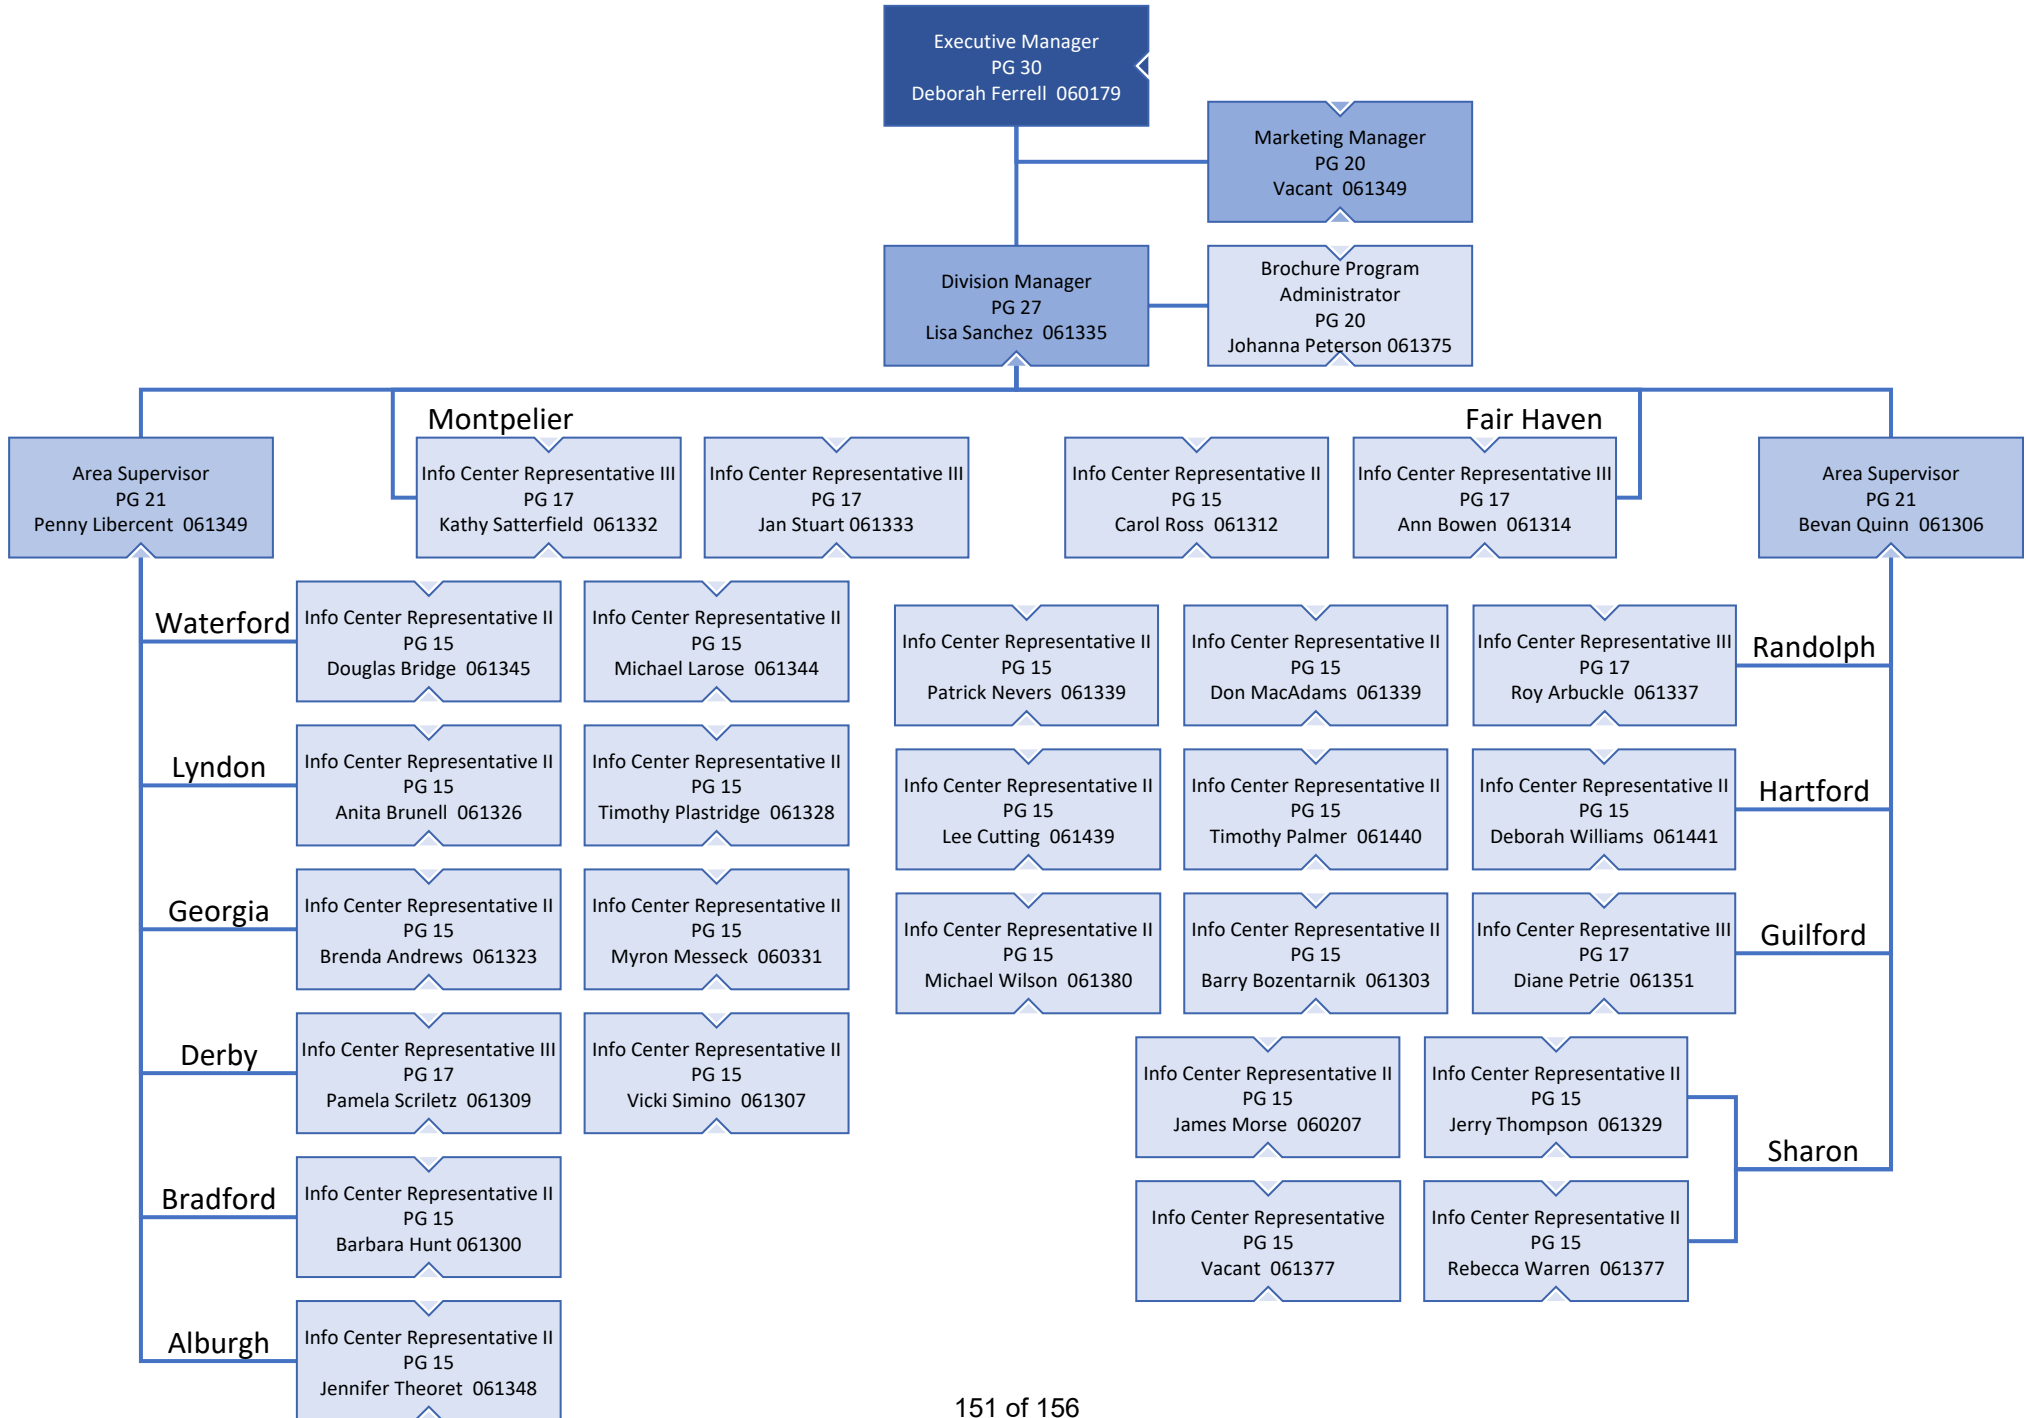 Executive Manager
PG 30
Deborah Ferrell  060179
Marketing Manager
PG 20
Vacant  061349
Division Manager
PG 27
Lisa Sanchez  061335
Brochure Program
Administrator
PG 20
Johanna Peterson 061375
Montpelier
Fair Haven
Area Supervisor
PG 21
Penny Libercent  061349
Info Center Representative III
PG 17
Kathy Satterfield  061332
Info Center Representative III
PG 17
Jan Stuart 061333
Info Center Representative II
PG 15
Carol Ross  061312
Info Center Representative III
PG 17
Ann Bowen  061314
Area Supervisor
PG 21
Bevan Quinn  061306
Waterford
Info Center Representative II
PG 15
Douglas Bridge  061345
Info Center Representative II
PG 15
Michael Larose  061344
Lyndon
Info Center Representative II
PG 15
Anita Brunell  061326
Info Center Representative II
PG 15
Timothy Plastridge  061328
Georgia
Info Center Representative II
PG 15
Brenda Andrews  061323
Info Center Representative II
PG 15
Myron Messeck  060331
Derby
Info Center Representative III
PG 17
Pamela Scriletz  061309
Info Center Representative II
PG 15
Vicki Simino  061307
Bradford
Info Center Representative II
PG 15
Barbara Hunt 061300
Alburgh
Info Center Representative II
PG 15
Jennifer Theoret  061348
Info Center Representative II
PG 15
Patrick Nevers  061339
Info Center Representative II
PG 15
Don MacAdams  061339
Info Center Representative III
PG 17
Roy Arbuckle  061337
Randolph
Info Center Representative II
PG 15
Lee Cutting  061439
Info Center Representative II
PG 15
Timothy Palmer  061440
Info Center Representative II
PG 15
Deborah Williams  061441
Hartford
Info Center Representative II
PG 15
Michael Wilson  061380
Info Center Representative II
PG 15
Barry Bozentarnik  061303
Info Center Representative III
PG 17
Diane Petrie  061351
Guilford
Info Center Representative II
PG 15
James Morse  060207
Info Center Representative II
PG 15
Jerry Thompson  061329
Sharon
Info Center Representative
PG 15
Vacant  061377
Info Center Representative II
PG 15
Rebecca Warren  061377
151 of 156